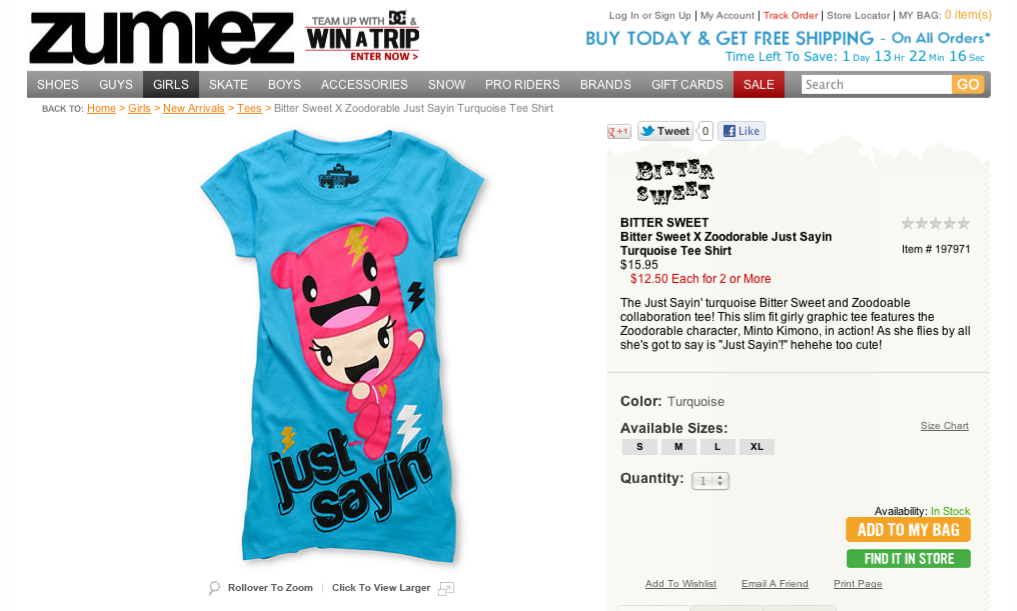 zumiez
TEAM UP WITH DC &
WIN A TRIP
ENTER NOW >
Log In or Sign Up | My Account | Track Order | Store Locator | MY BAG: 0 item(s)
BUY TODAY & GET FREE SHIPPING - On All Orders*
Time Left To Save: 1 Day 13 Hr 22 Min 16 Sec
SHOES GUYS GIRLS SKATE BOYS ACCESSORIES SNOW PRO RIDERS BRANDS GIFT CARDS SALE Search GO
BACK TO: Home > Girls > New Arrivals > Tees > Bitter Sweet X Zoodorable Just Sayin Turquoise Tee Shirt
g +1 Tweet 0 Like
BITTER
SWEET
BITTER SWEET
Bitter Sweet X Zoodorable Just Sayin
Turquoise Tee Shirt
Item # 197971
$15.95
$12.50 Each for 2 or More
The Just Sayin' turquoise Bitter Sweet and Zoodoable
collaboration tee! This slim fit girly graphic tee features the
Zoodorable character, Minto Kimono, in action! As she flies by all
she's got to say is "Just Sayin'!" hehehe too cute!
Color: Turquoise
Available Sizes:
Size Chart
S M L XL
Quantity: 1
Availability: In Stock
ADD TO MY BAG
FIND IT IN STORE
Add To Wishlist Email A Friend Print Page
just
sayin'
Rollover To Zoom | Click To View Larger